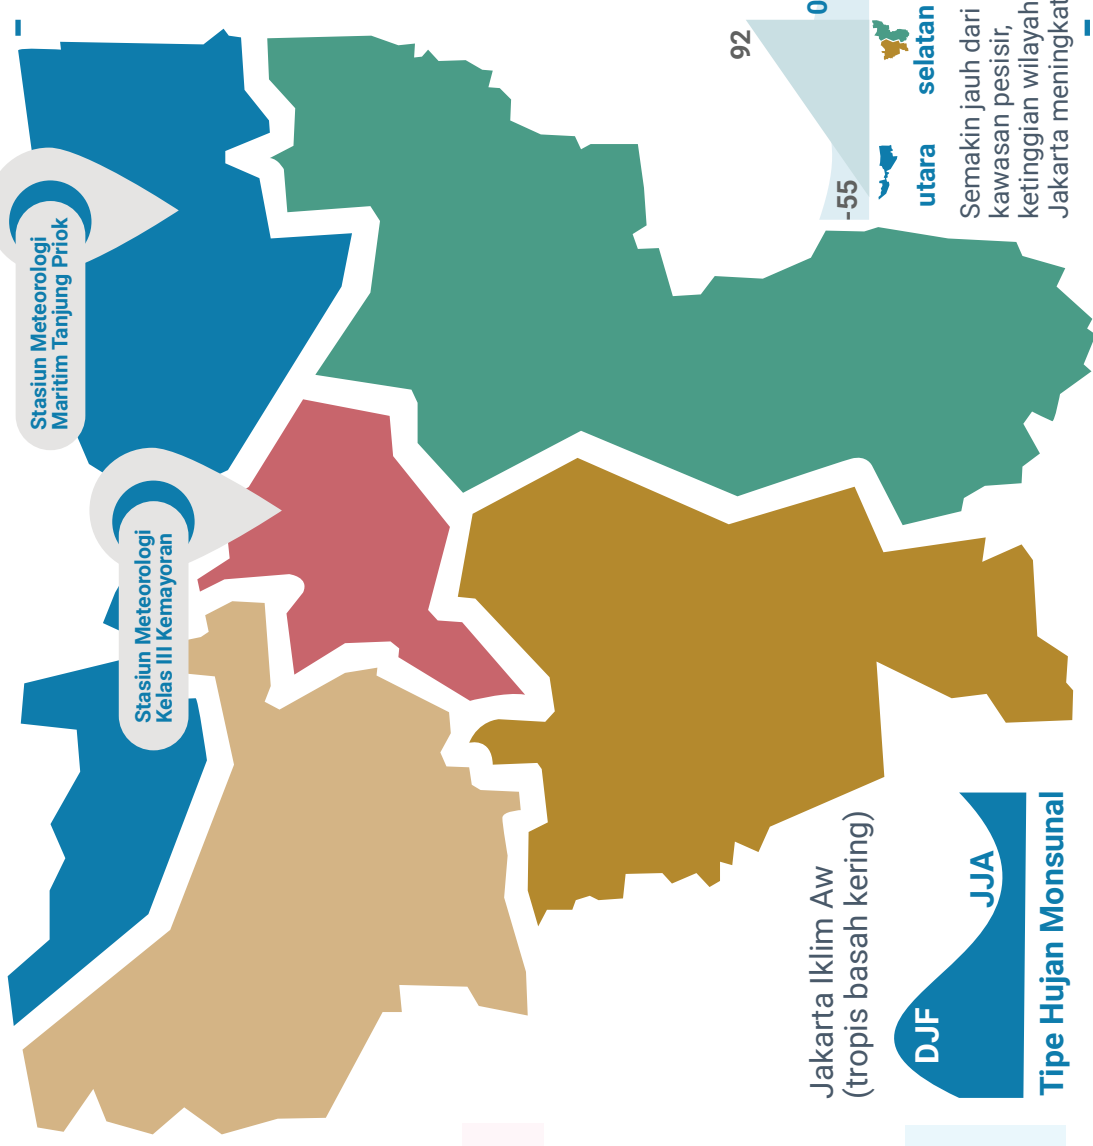 Stasiun Meteorologi
Maritim Tanjung Priok
Stasiun Meteorologi
Kelas III Kemayoran
-55
92
0
utara
selatan
Semakin jauh dari
kawasan pesisir,
ketinggian wilayah
Jakarta meningkat
Jakarta Iklim Aw
(tropis basah kering)
DJF
JJA
Tipe Hujan Monsunal